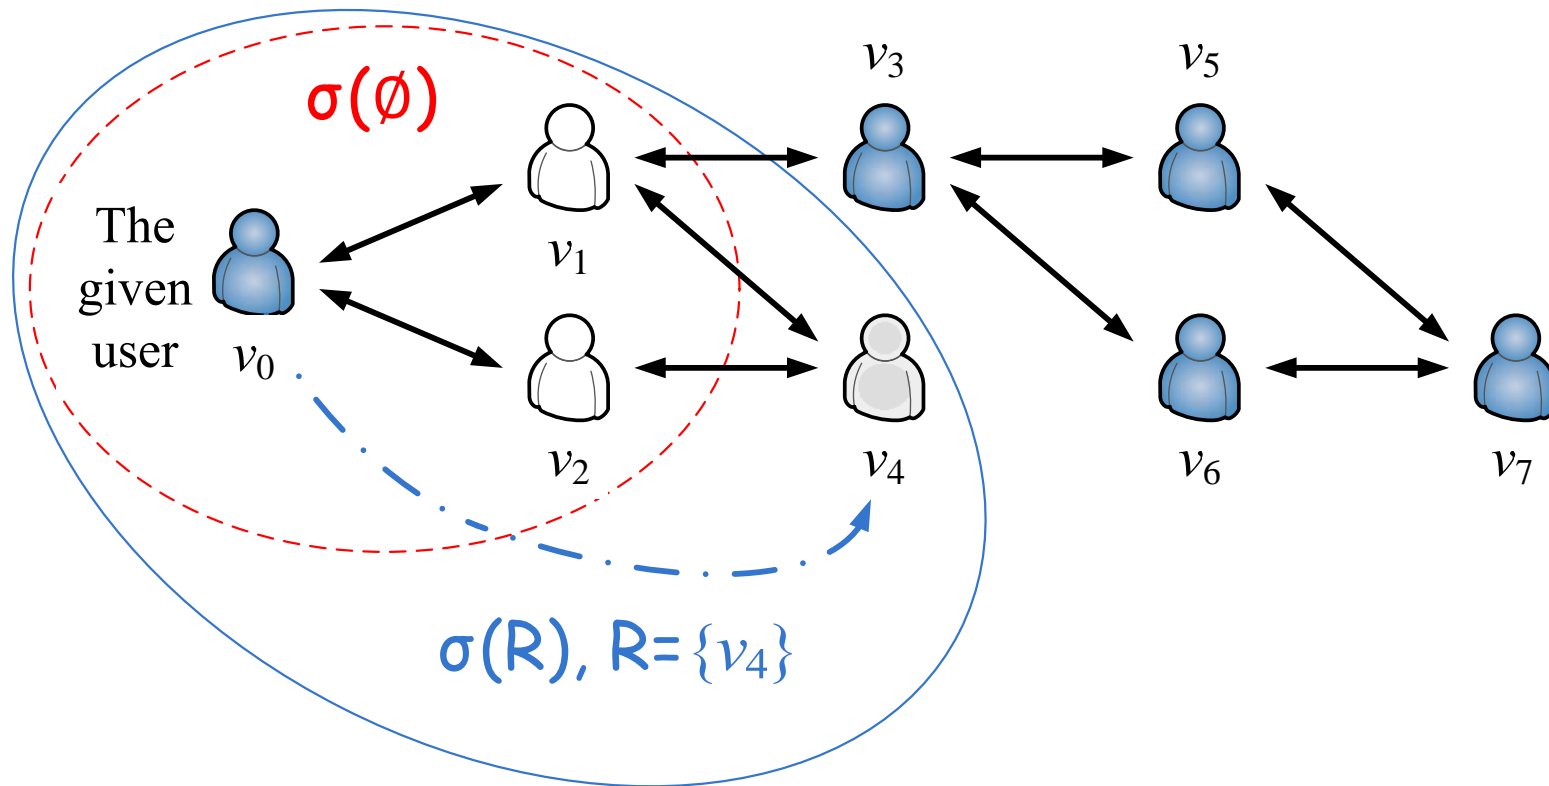 σ(Ø)
The
given
user
v0
v1
v2
v3
v4
v5
v6
v7
σ(R), R={v4}